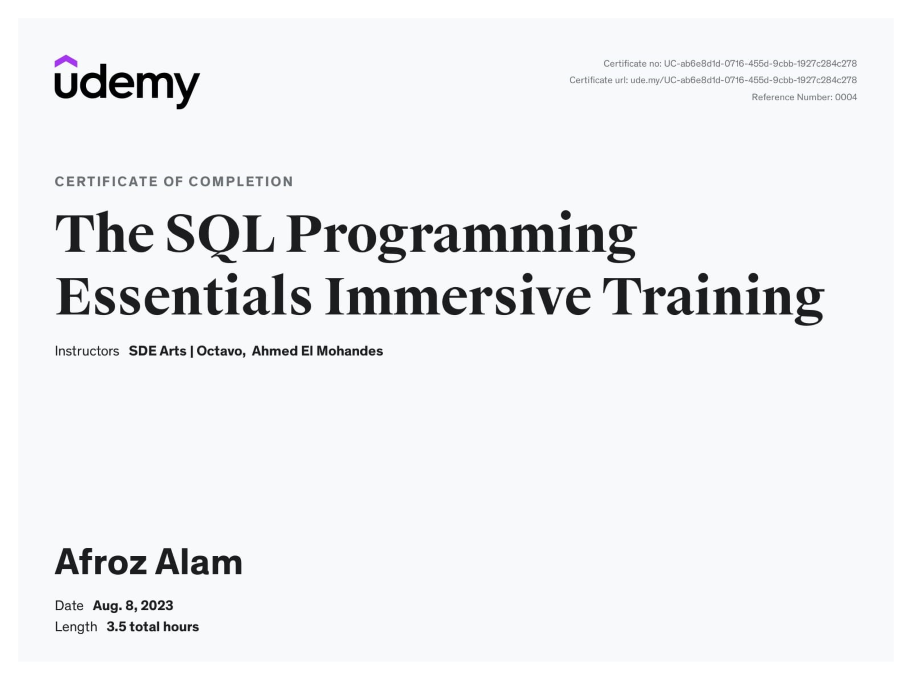 udemy
Certificate no: UC-ab6e8d1d-0716-455d-9cbb-1927c284c278
Certificate url: ude.my/UC-ab6e8d1d-0716-455d-9cbb-1927c284c278
Reference Number: 0004
CERTIFICATE OF COMPLETION
The SQL Programming
Essentials Immersive Training
Instructors SDE Arts | Octavo, Ahmed El Mohandes
Afroz Alam
Date Aug. 8, 2023
Length 3.5 total hours